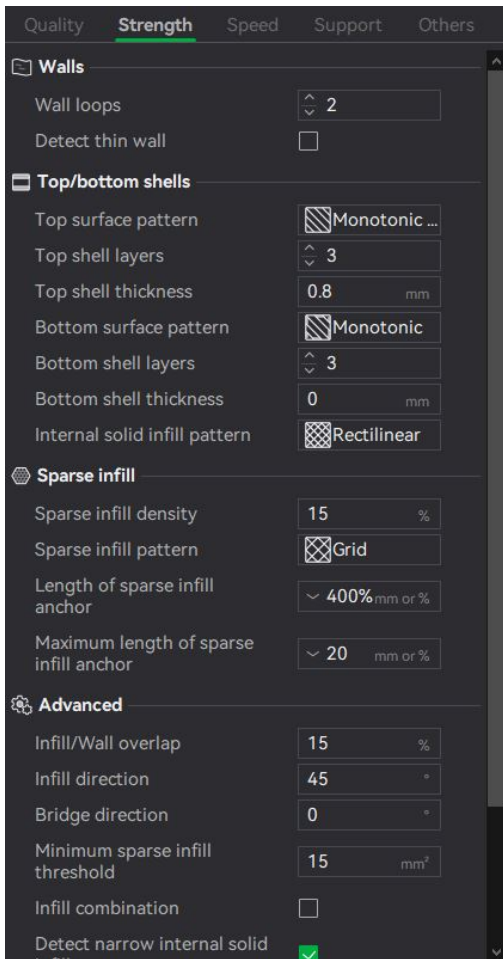 Quality Strength Speed Support Others
Walls
Wall loops 2
Detect thin wall
Top/bottom shells
Top surface pattern Monotonic ...
Top shell layers 3
Top shell thickness 0.8 mm
Bottom surface pattern Monotonic
Bottom shell layers 3
Bottom shell thickness 0 mm
Internal solid infill pattern Rectilinear
Sparse infill
Sparse infill density 15 %
Sparse infill pattern Grid
Length of sparse infill
anchor 400% mm or %
Maximum length of sparse
infill anchor 20 mm or %
Advanced
Infill/Wall overlap 15 %
Infill direction 45 °
Bridge direction 0 °
Minimum sparse infill
threshold 15 mm²
Infill combination
Detect narrow internal solid